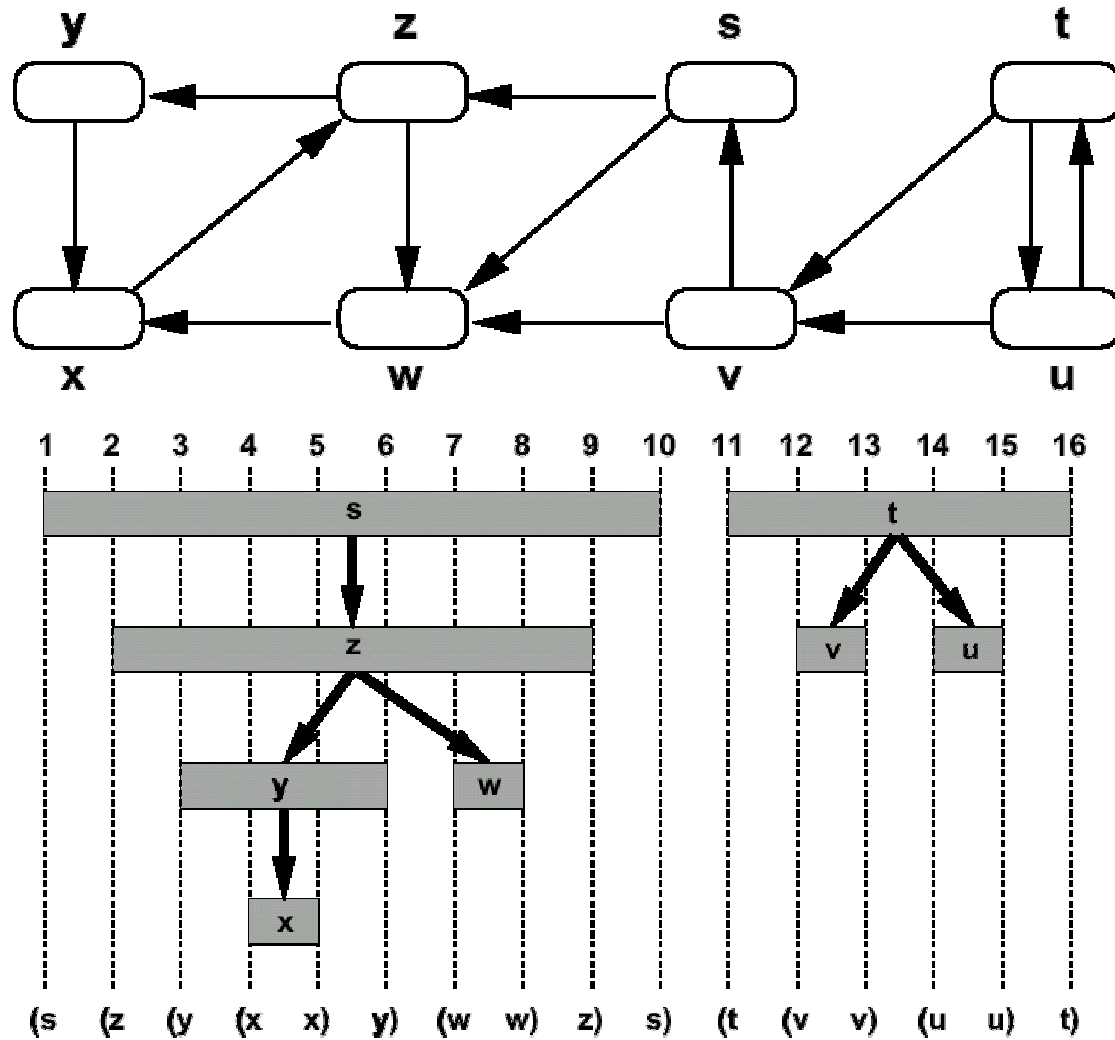 y z s t
x w v u
1 2 3 4 5 6 7 8 9 10 11 12 13 14 15 16
s t
z v u
y w
x
(s (z (y (x x) y) (w w) z) s) (t (v v) (u u) t)